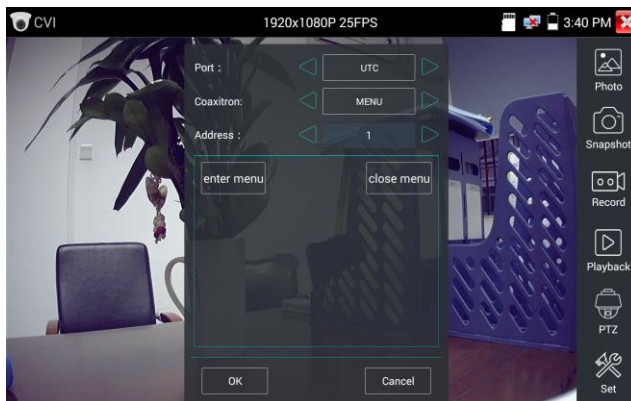 CVI 1920x1080P 25FPS 3:40 PM
Port : UTC
Coaxitron: MENU
Address : 1
enter menu close menu
OK Cancel
Photo
Snapshot
Record
Playback
PTZ
Set